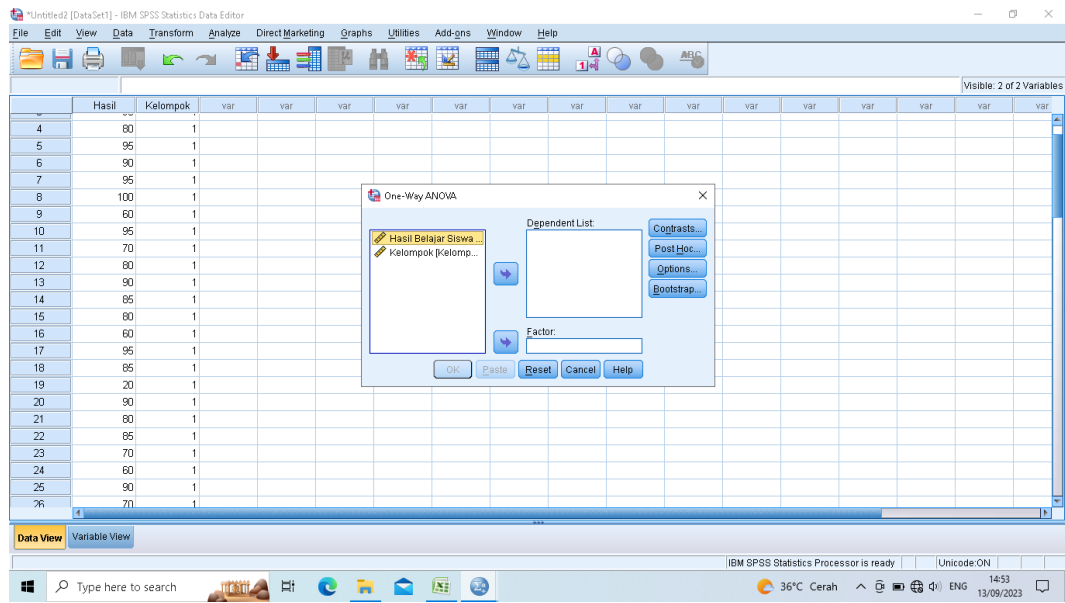 *Untitled2 [DataSet1] - IBM SPSS Statistics Data Editor
File Edit View Data Transform Analyze Direct Marketing Graphs Utilities Add-ons Window Help
Visible: 2 of 2 Variables
Hasil Kelompok var var var var var var var var var var var var var var var
4 80 1
5 95 1
6 90 1
7 95 1
8 100 1
9 60 1
10 95 1
11 70 1
12 80 1
13 90 1
14 85 1
15 80 1
16 60 1
17 95 1
18 85 1
19 20 1
20 90 1
21 80 1
22 85 1
23 70 1
24 60 1
25 90 1
26 70 1
One-Way ANOVA
Dependent List:
Hasil Belajar Siswa ...
Kelompok [Kelomp...
Contrasts...
Post Hoc...
Options...
Bootstrap...
Factor:
OK Paste Reset Cancel Help
Data View Variable View
IBM SPSS Statistics Processor is ready Unicode:ON
Type here to search
36°C Cerah ENG 14:53
13/09/2023